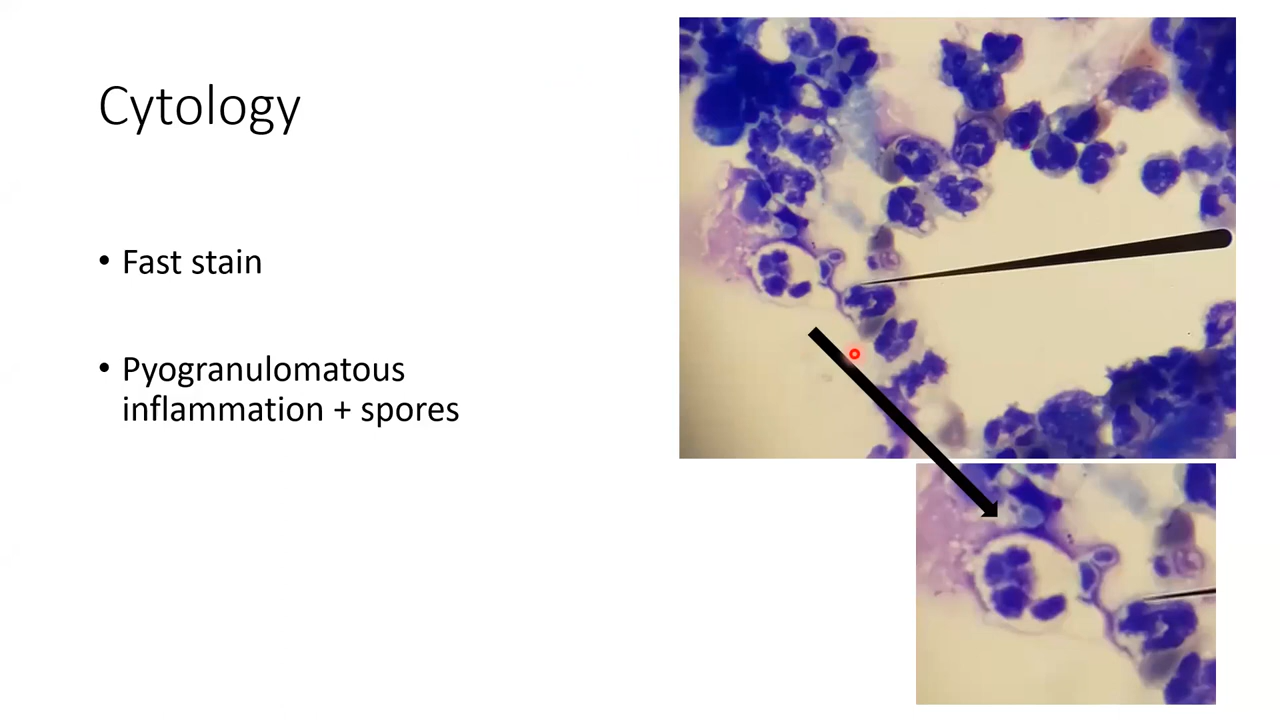 Cytology
• Fast stain
• Pyogranulomatous
inflammation + spores